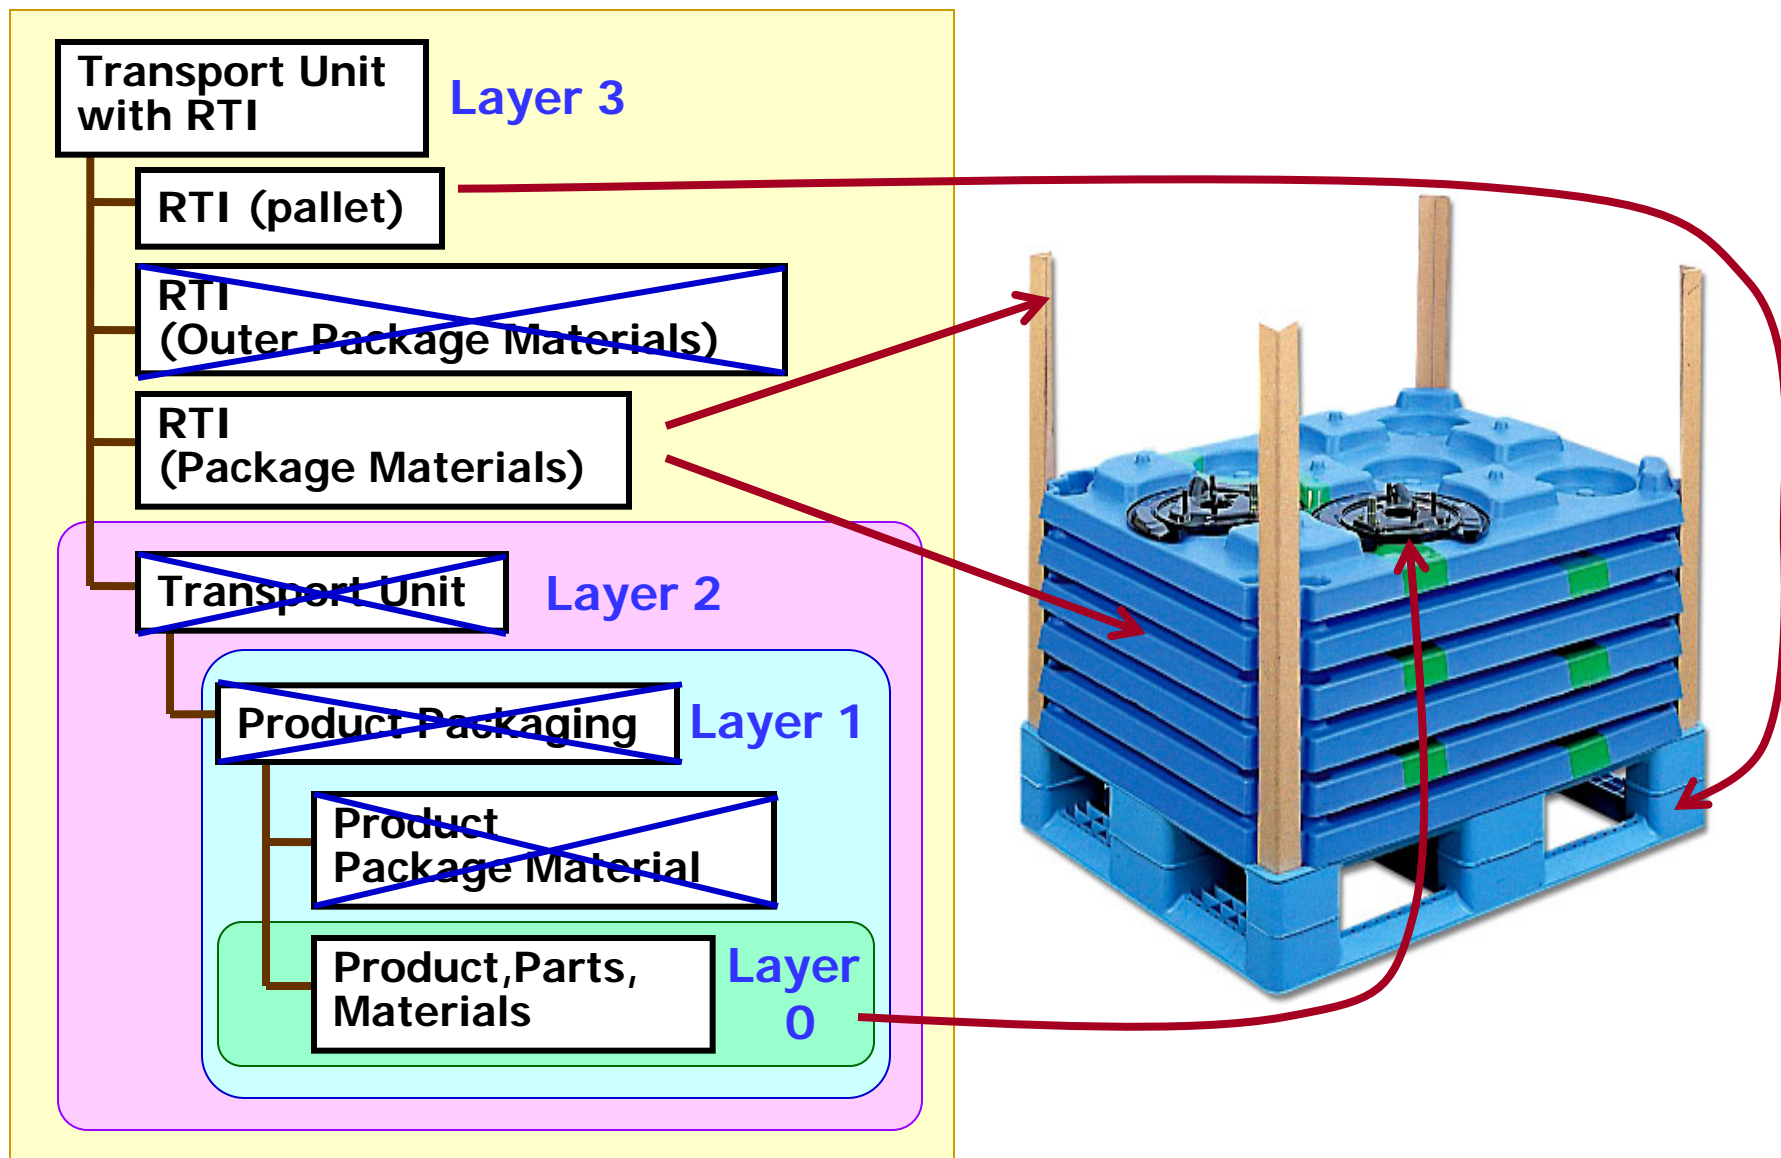 Transport Unit
with RTI
Layer 3
RTI (pallet)
RTI
(Outer Package Materials)
RTI
(Package Materials)
Transport Unit
Layer 2
Product Packaging
Layer 1
Product
Package Material
Product,Parts,
Materials
Layer
0